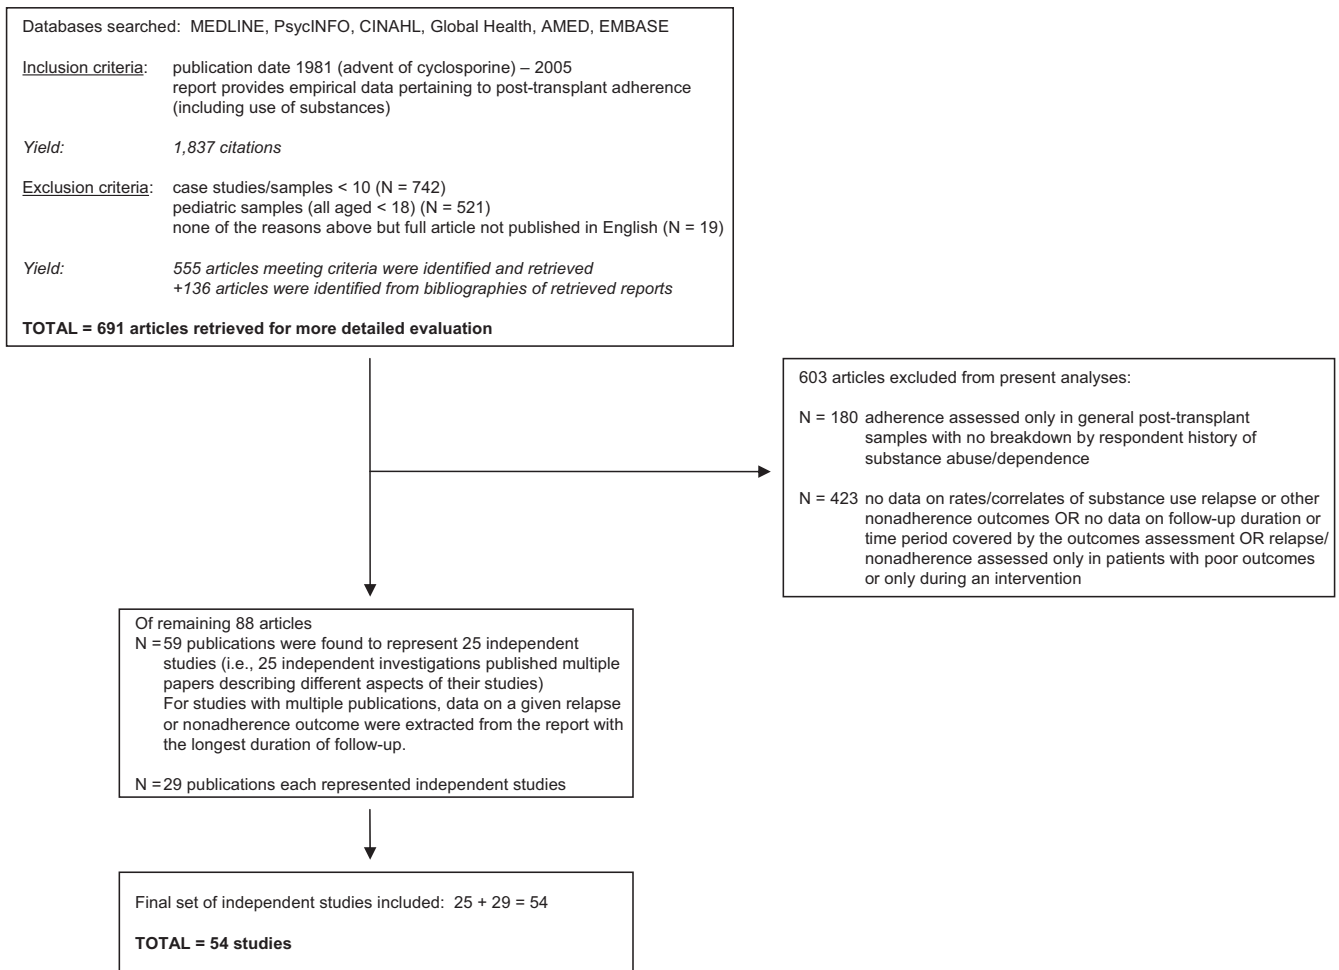 Databases searched: MEDLINE, PsycINFO, CINAHL, Global Health, AMED, EMBASE
Inclusion criteria: publication date 1981 (advent of cyclosporine) – 2005
report provides empirical data pertaining to post-transplant adherence
(including use of substances)
Yield: 1,837 citations
Exclusion criteria: case studies/samples < 10 (N = 742)
pediatric samples (all aged < 18) (N = 521)
none of the reasons above but full article not published in English (N = 19)
Yield: 555 articles meeting criteria were identified and retrieved
+136 articles were identified from bibliographies of retrieved reports
TOTAL = 691 articles retrieved for more detailed evaluation
603 articles excluded from present analyses:
N = 180 adherence assessed only in general post-transplant
samples with no breakdown by respondent history of
substance abuse/dependence
N = 423 no data on rates/correlates of substance use relapse or other
nonadherence outcomes OR no data on follow-up duration or
time period covered by the outcomes assessment OR relapse/
nonadherence assessed only in patients with poor outcomes
or only during an intervention
Of remaining 88 articles
N = 59 publications were found to represent 25 independent
studies (i.e., 25 independent investigations published multiple
papers describing different aspects of their studies)
For studies with multiple publications, data on a given relapse
or nonadherence outcome were extracted from the report with
the longest duration of follow-up.
N = 29 publications each represented independent studies
Final set of independent studies included: 25 + 29 = 54
TOTAL = 54 studies